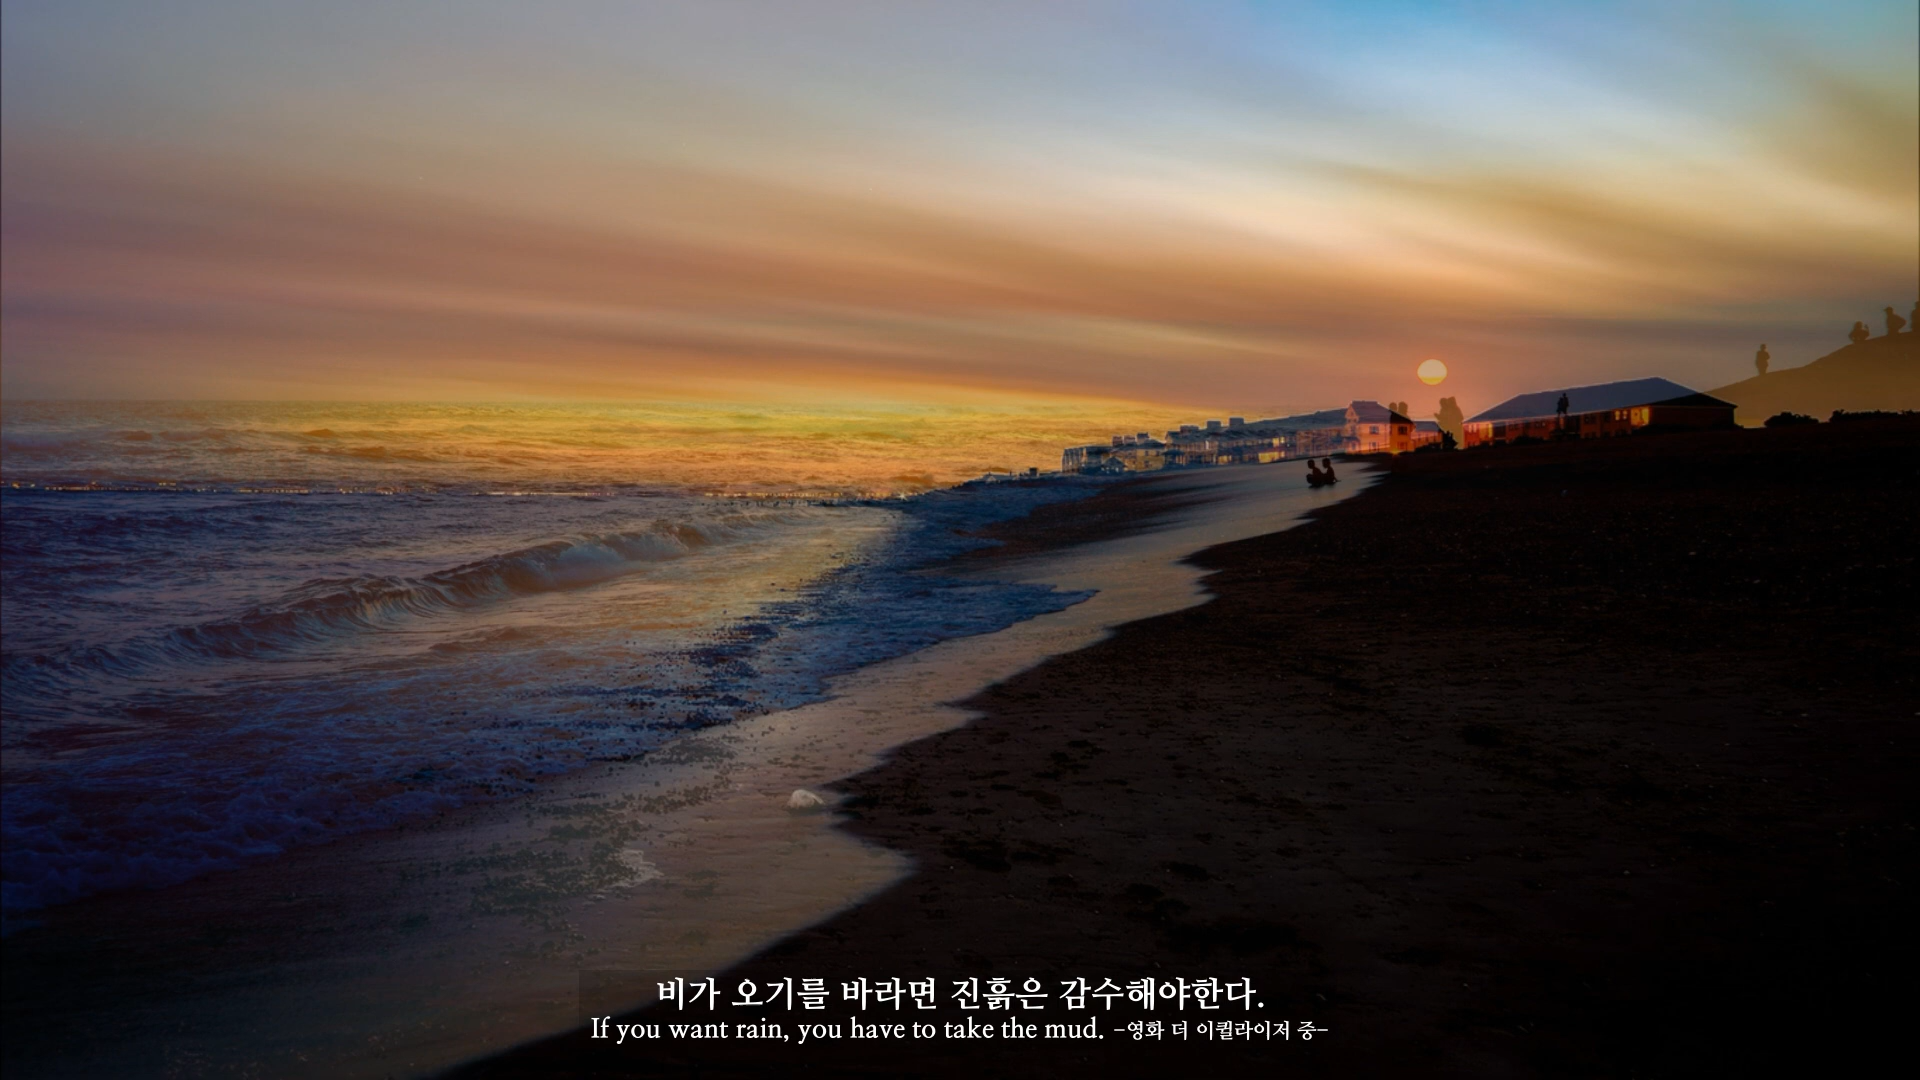 비가 오기를 바라면 진흙은 감수해야한다.
If you want rain, you have to take the mud. -영화 더 이퀄라이저 중-